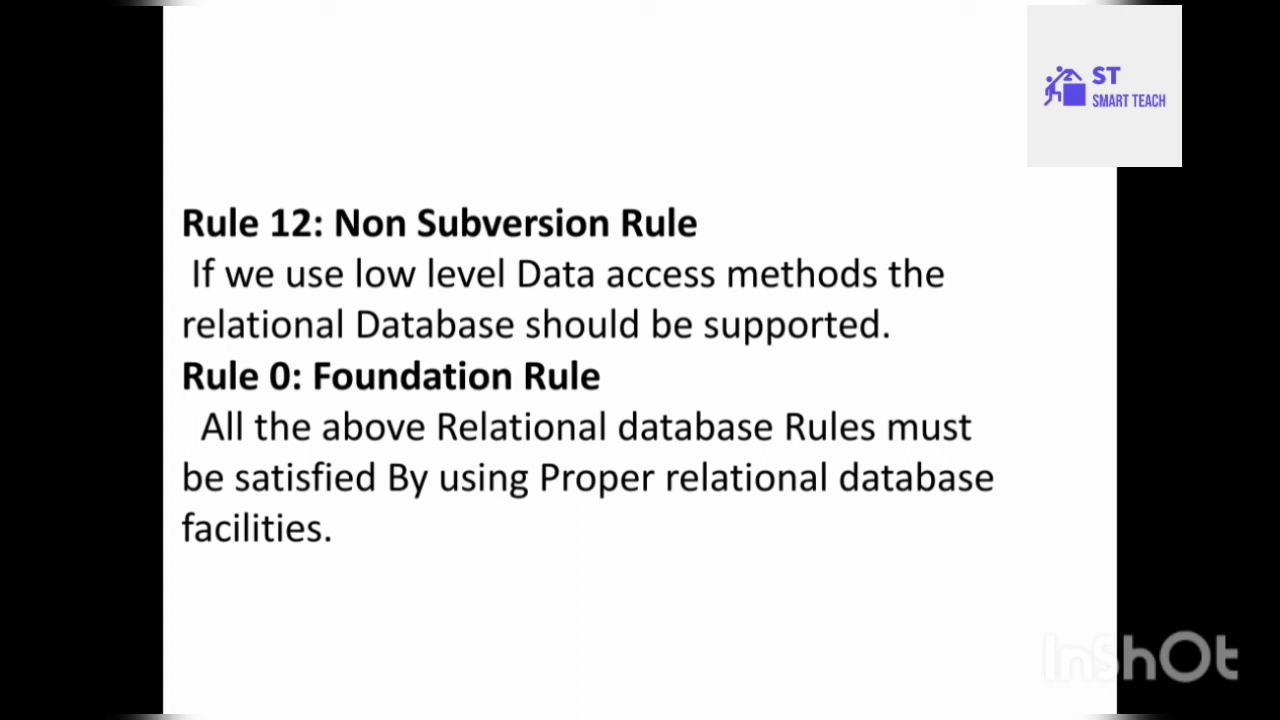 ST
SMART TEACH
Rule 12: Non Subversion Rule
If we use low level Data access methods the
relational Database should be supported.
Rule 0: Foundation Rule
All the above Relational database Rules must
be satisfied By using Proper relational database
facilities.
InShOt